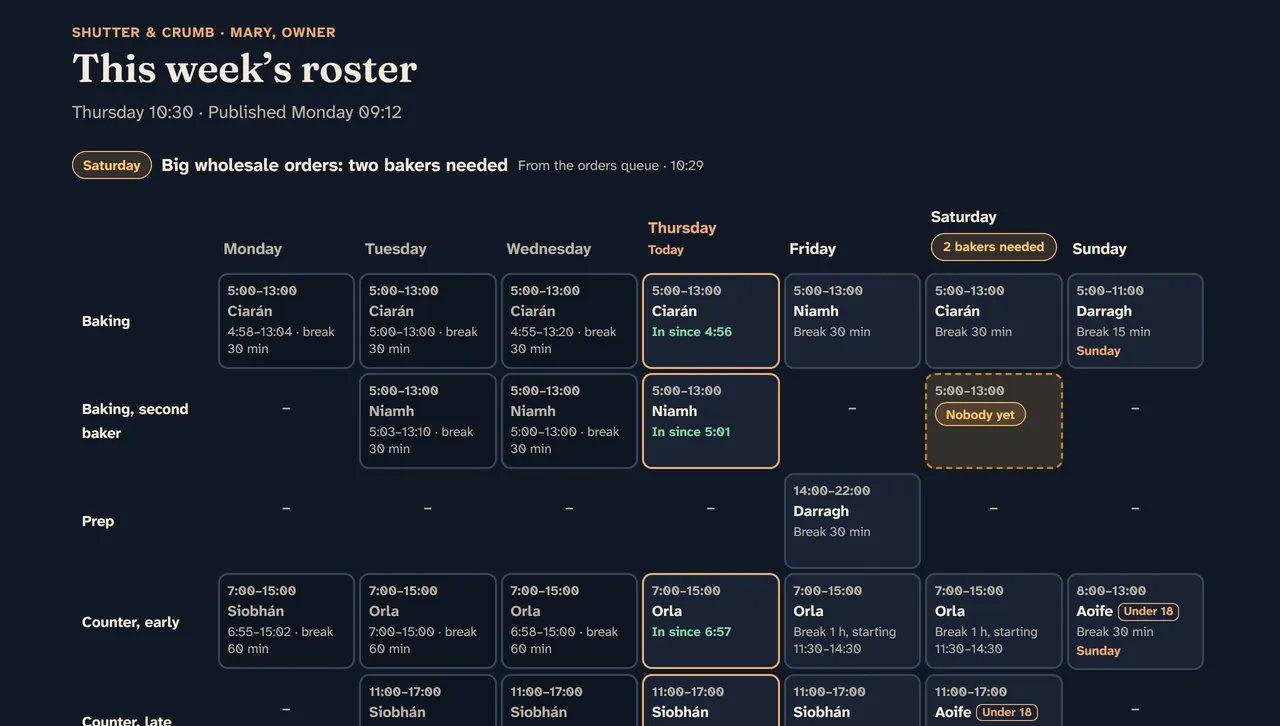 SHUTTER & CRUMB · MARY, OWNER
This week’s roster
Thursday 10:30 · Published Monday 09:12
Saturday Big wholesale orders: two bakers needed From the orders queue · 10:29
Monday
Tuesday
Wednesday
Thursday
Today
Friday
Saturday
2 bakers needed
Sunday
Baking
5:00–13:00
Ciarán
4:58–13:04 · break
30 min
5:00–13:00
Ciarán
5:00–13:00 · break
30 min
5:00–13:00
Ciarán
4:55–13:20 · break
30 min
5:00–13:00
Ciarán
In since 4:56
5:00–13:00
Niamh
Break 30 min
5:00–13:00
Ciarán
Break 30 min
5:00–11:00
Darragh
Break 15 min
Sunday
Baking, second
baker
–
5:00–13:00
Niamh
5:03–13:10 · break
30 min
5:00–13:00
Niamh
5:00–13:00 · break
30 min
5:00–13:00
Niamh
In since 5:01
–
5:00–13:00
Nobody yet
–
Prep
–
–
–
–
14:00–22:00
Darragh
Break 30 min
–
–
Counter, early
7:00–15:00
Siobhán
6:55–15:02 · break
60 min
7:00–15:00
Orla
7:00–15:00 · break
60 min
7:00–15:00
Orla
6:58–15:00 · break
60 min
7:00–15:00
Orla
In since 6:57
7:00–15:00
Orla
Break 1 h, starting
11:30–14:30
7:00–15:00
Orla
Break 1 h, starting
11:30–14:30
8:00–13:00
Aoife Under 18
Break 30 min
Sunday
Counter, late
–
11:00–17:00
Siobhán
11:00–17:00
Siobhán
11:00–17:00
Siobhán
11:00–17:00
Siobhán
11:00–17:00
Aoife Under 18
–